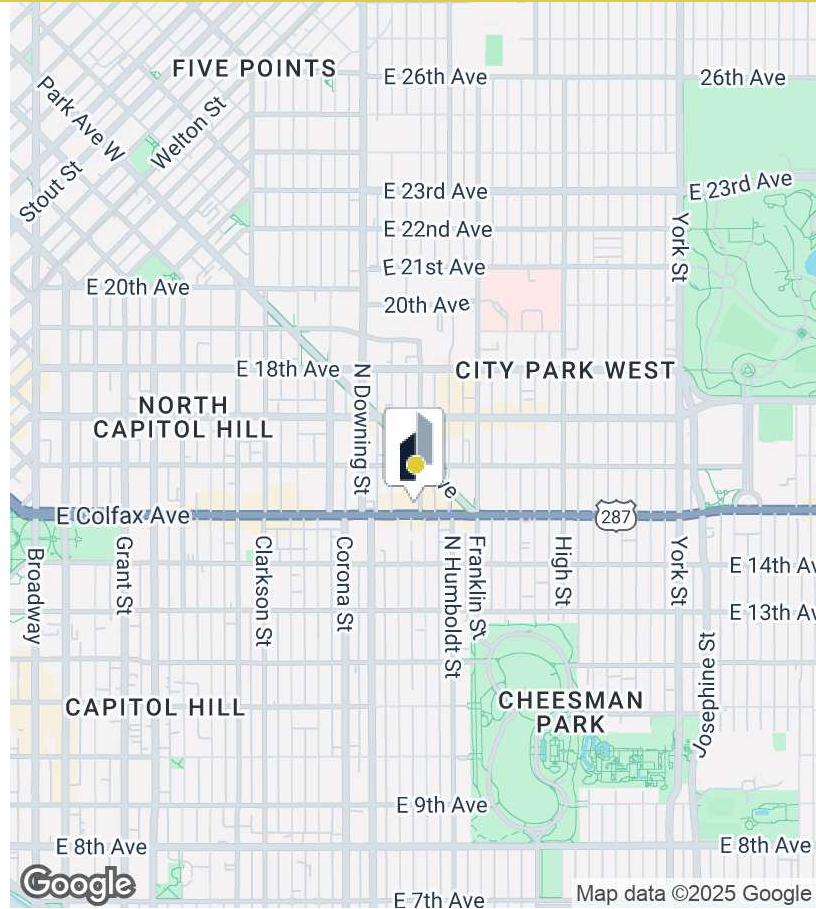 FIVE POINTS
E 26th Ave
26th Ave
Park Ave W
Welton St
Stout St
E 23rd Ave
E 23rd Ave
E 22nd Ave
York St
E 21st Ave
E 20th Ave
20th Ave
E 18th Ave
CITY PARK WEST
N Downing St
NORTH
CAPITOL HILL
ve
E Colfax Ave
287
Broadway
Grant St
Clarkson St
Corona St
N Humboldt St
Franklin St
High St
York St
E 14th Av
E 13th Av
Josephine St
CAPITOL HILL
CHEESMAN
PARK
E 9th Ave
E 8th Ave
E 8th Ave
E 7th Ave
Google
Map data ©2025 Google